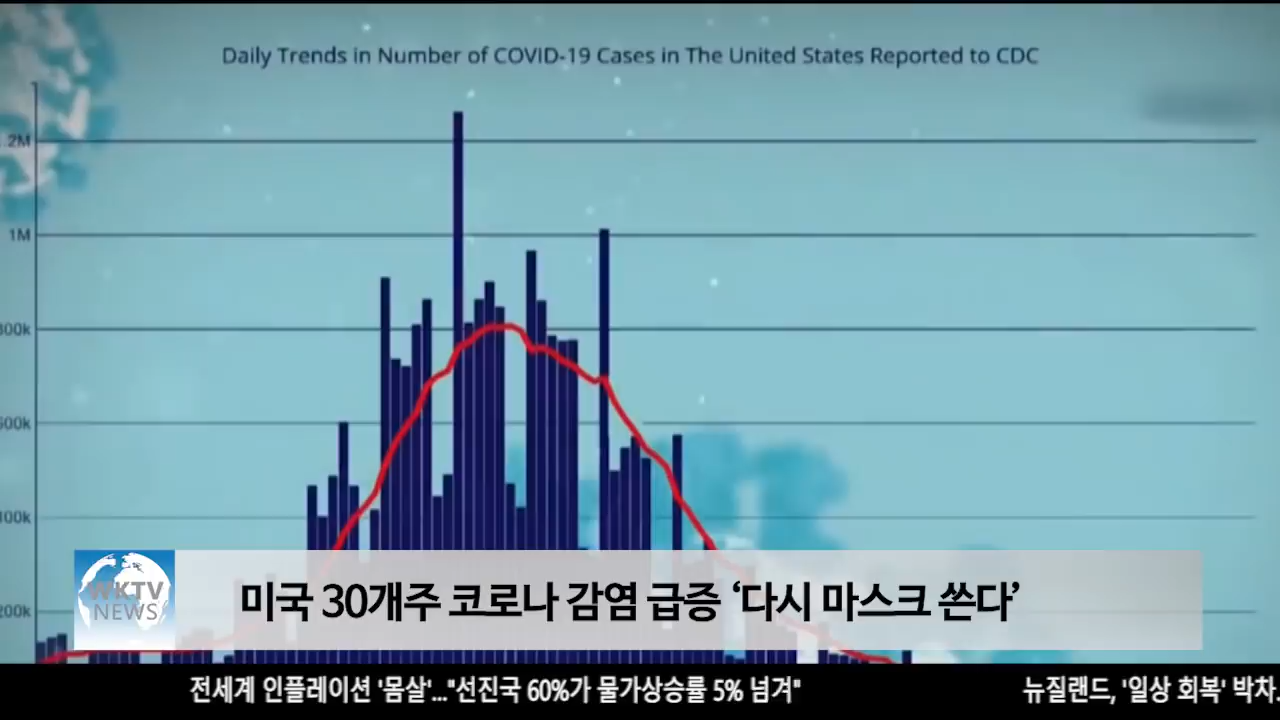 Daily Trends in Number of COVID-19 Cases in The United States Reported to CDC
.2M
1M
800k
600k
400k
200k
WKTV
NEWS
미국 30개주 코로나 감염 급증 ‘다시 마스크 쓴다’
전세계 인플레이션 '몸살'..."선진국 60%가 물가상승률 5% 넘겨"
뉴질랜드, '일상 회복' 박차.